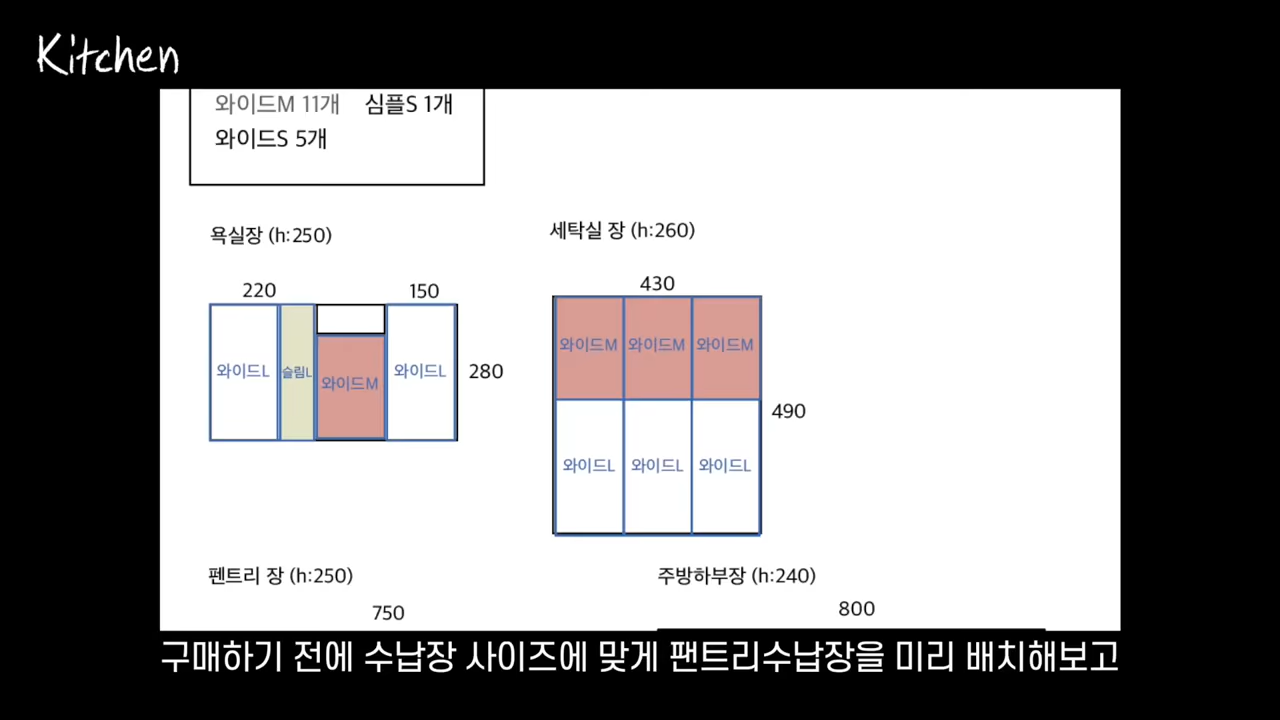 Kitchen
와이드M 11개 심플S 1개
와이드S 5개
욕실장 (h:250)
세탁실 장 (h:260)
220
150
와이드L
슬림L
와이드M
와이드L
280
430
와이드M
와이드M
와이드M
490
와이드L
와이드L
와이드L
펜트리 장 (h:250)
주방하부장 (h:240)
750
800
구매하기 전에 수납장 사이즈에 맞게 팬트리수납장을 미리 배치해보고